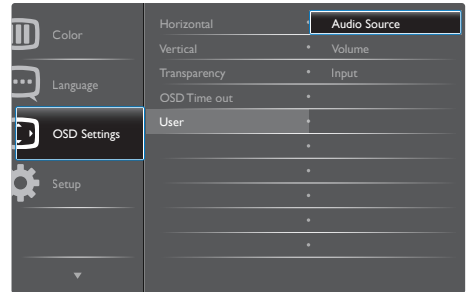 Color
Language
OSD Settings
Setup
Horizontal
Vertical
Transparency
OSD Time out
User
Audio Source
Volume
Input